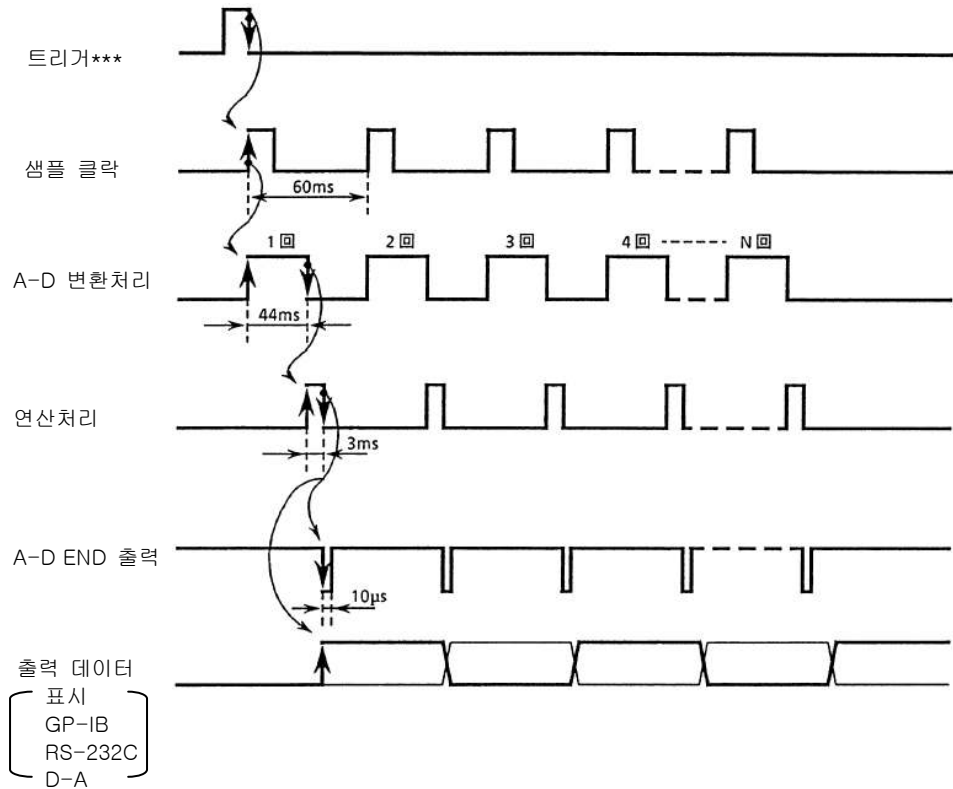 트리거***
샘플 클락
60ms
1回 2回 3回 4回 N回
A-D 변환처리
44ms
연산처리
3ms
A-D END 출력
10µs
출력 데이터
표시
GP-IB
RS-232C
D-A